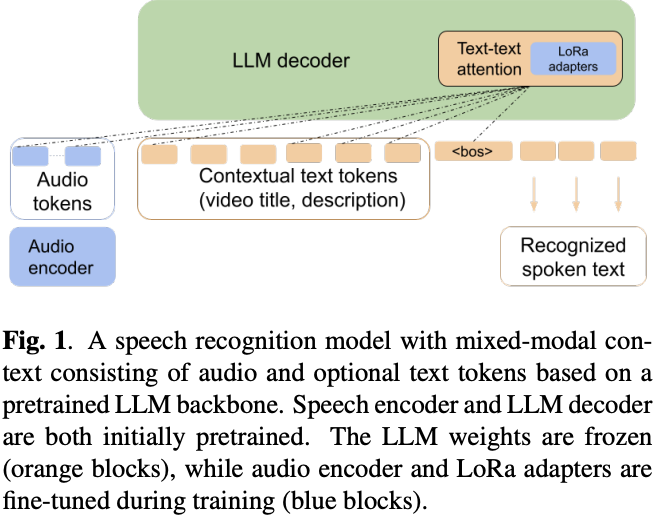 LLM decoder
Text-text
attention
LoRa
adapters
<bos>
Audio
tokens
Contextual text tokens
(video title, description)
Audio
encoder
Recognized
spoken text
Fig. 1. A speech recognition model with mixed-modal con-
text consisting of audio and optional text tokens based on a
pretrained LLM backbone. Speech encoder and LLM decoder
are both initially pretrained. The LLM weights are frozen
(orange blocks), while audio encoder and LoRa adapters are
fine-tuned during training (blue blocks).